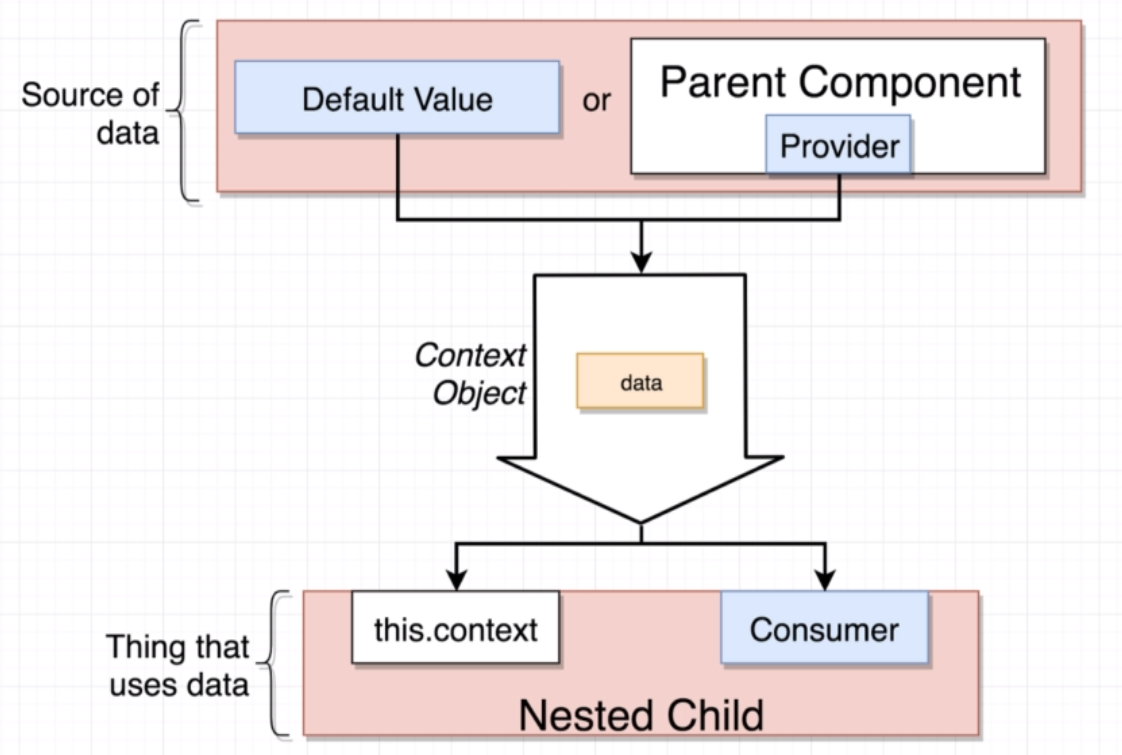 Source of
data
Default Value
or
Parent Component
Provider
Context
Object
data
Thing that
uses data
this.context
Consumer
Nested Child